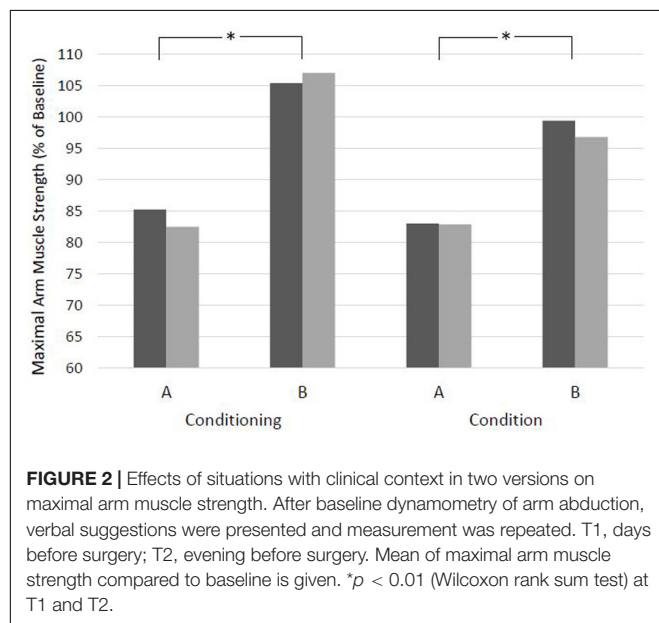 *
*
110
105
100
95
90
85
80
75
70
65
60
Maximal Arm Muscle Strength (% of Baseline)
A
B
A
B
Conditioning
Condition
FIGURE 2 | Effects of situations with clinical context in two versions on
maximal arm muscle strength. After baseline dynamometry of arm abduction,
verbal suggestions were presented and measurement was repeated. T1, days
before surgery; T2, evening before surgery. Mean of maximal arm muscle
strength compared to baseline is given. *p < 0.01 (Wilcoxon rank sum test) at
T1 and T2.